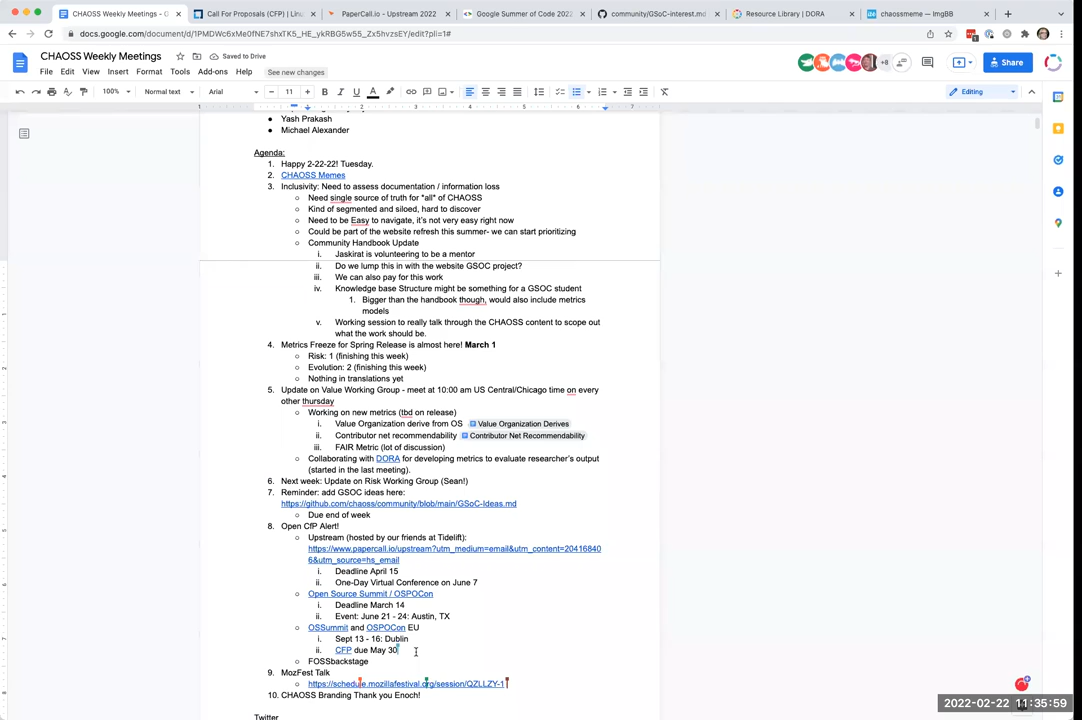 CHAOSS Weekly Meetings - G
Call For Proposals (CFP) | Linu
PaperCall.io - Upstream 2022
Google Summer of Code 2022
community/GSoC-interest.md
Resource Library | DORA
chaossmeme — ImgBB
docs.google.com/document/d/1PMDWc6xMe0fNE7shxTK5_HE_ykRBG5w55_Zx5hvzsEY/edit?pli=1#
CHAOSS Weekly Meetings
Saved to Drive
File Edit View Insert Format Tools Add-ons Help See new changes
+8
Share
100% Normal text Arial 11 Editing
Yash Prakash
Michael Alexander
Agenda:
1. Happy 2-22-22! Tuesday.
2. CHAOSS Memes
3. Inclusivity: Need to assess documentation / information loss
Need single source of truth for *all* of CHAOSS
Kind of segmented and siloed, hard to discover
Need to be Easy to navigate, it's not very easy right now
Could be part of the website refresh this summer- we can start prioritizing
Community Handbook Update
i. Jaskirat is volunteering to be a mentor
ii. Do we lump this in with the website GSOC project?
iii. We can also pay for this work
iv. Knowledge base Structure might be something for a GSOC student
1. Bigger than the handbook though, would also include metrics
models
v. Working session to really talk through the CHAOSS content to scope out
what the work should be.
4. Metrics Freeze for Spring Release is almost here! March 1
Risk: 1 (finishing this week)
Evolution: 2 (finishing this week)
Nothing in translations yet
5. Update on Value Working Group - meet at 10:00 am US Central/Chicago time on every
other thursday
Working on new metrics (tbd on release)
i. Value Organization derive from OS Value Organization Derives
ii. Contributor net recommendability Contributor Net Recommendability
iii. FAIR Metric (lot of discussion)
Collaborating with DORA for developing metrics to evaluate researcher's output
(started in the last meeting).
6. Next week: Update on Risk Working Group (Sean!)
7. Reminder: add GSOC ideas here:
https://github.com/chaoss/community/blob/main/GSoC-Ideas.md
Due end of week
8. Open CfP Alert!
Upstream (hosted by our friends at Tidelift):
https://www.papercall.io/upstream?utm_medium=email&utm_content=20416840
6&utm_source=hs_email
i. Deadline April 15
ii. One-Day Virtual Conference on June 7
Open Source Summit / OSPOCon
i. Deadline March 14
ii. Event: June 21 - 24: Austin, TX
OSSummit and OSPOCon EU
i. Sept 13 - 16: Dublin
ii. CFP due May 30
FOSSbackstage
9. MozFest Talk
https://schedule.mozillafestival.org/session/QZLLZY-1
10. CHAOSS Branding Thank you Enoch!
Twitter
2022-02-22 11:35:59